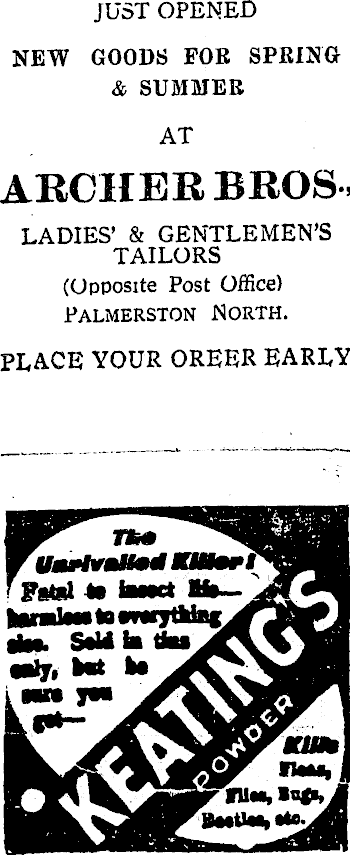 JUST OPENED
NEW GOODS FOR SPRING
& SUMMER
AT
ARCHER BROS.,
LADIES' & GENTLEMEN'S
TAILORS
(Opposite Post Office)
PALMERSTON NORTH.
PLACE YOUR OREER EARLY
The
Unrivalled Killer!
Fatal to insect life—
harmless to everything
else. Sold in tins
only, but be
sure you
get—
KEATING'S
POWDER
Kills
Fleas,
Flies, Bugs,
Beetles, etc.